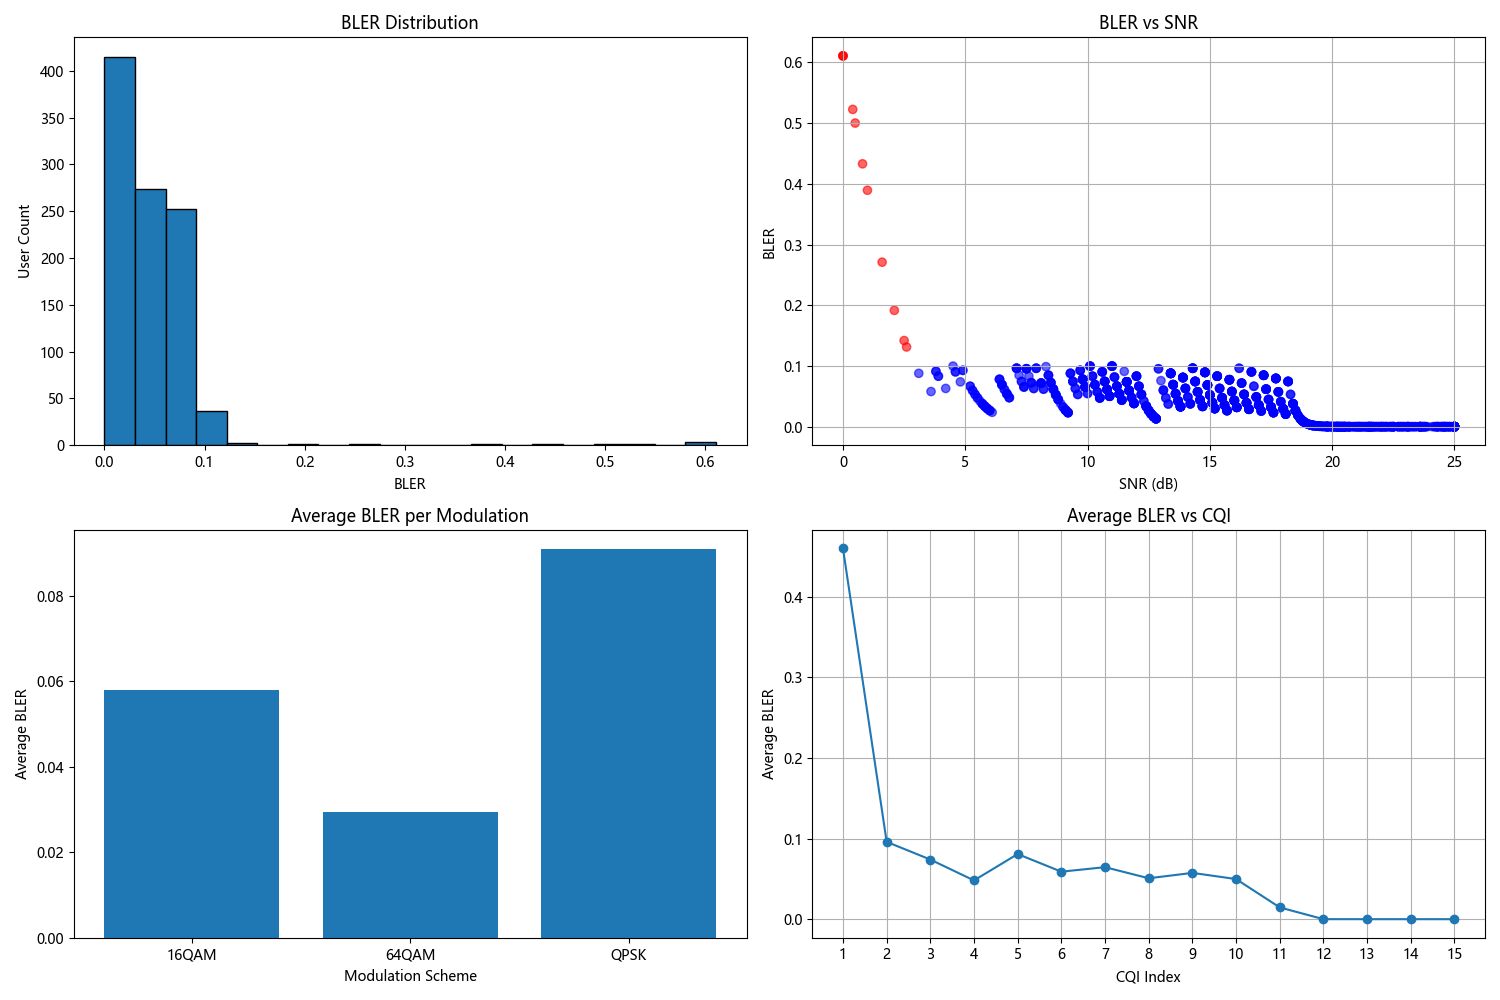 BLER Distribution
400
350
300
250
200
150
100
50
0
User Count
0.0 0.1 0.2 0.3 0.4 0.5 0.6
BLER
BLER vs SNR
0.6
0.5
0.4
0.3
0.2
0.1
0.0
BLER
0 5 10 15 20 25
SNR (dB)
Average BLER per Modulation
0.08
0.06
0.04
0.02
0.00
Average BLER
16QAM 64QAM QPSK
Modulation Scheme
Average BLER vs CQI
0.4
0.3
0.2
0.1
0.0
Average BLER
1 2 3 4 5 6 7 8 9 10 11 12 13 14 15
CQI Index